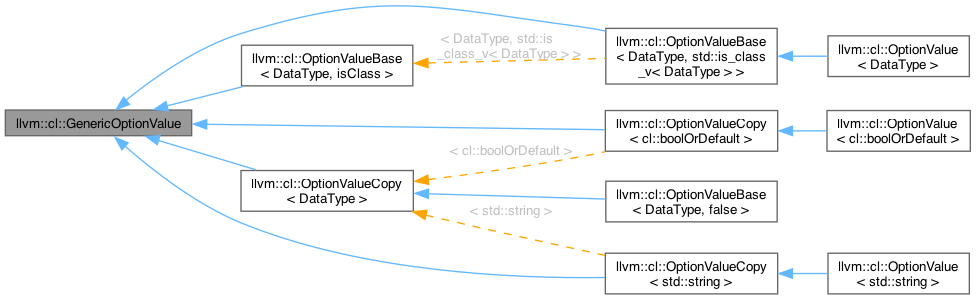 llvm::cl::GenericOptionValue
llvm::cl::OptionValueBase
< DataType, isClass >
< DataType, std::is
_class_v< DataType > >
llvm::cl::OptionValueBase
< DataType, std::is_class
_v< DataType > >
llvm::cl::OptionValue
< DataType >
llvm::cl::OptionValueCopy
< cl::boolOrDefault >
llvm::cl::OptionValue
< cl::boolOrDefault >
< cl::boolOrDefault >
llvm::cl::OptionValueCopy
< DataType >
llvm::cl::OptionValueBase
< DataType, false >
< std::string >
llvm::cl::OptionValueCopy
< std::string >
llvm::cl::OptionValue
< std::string >